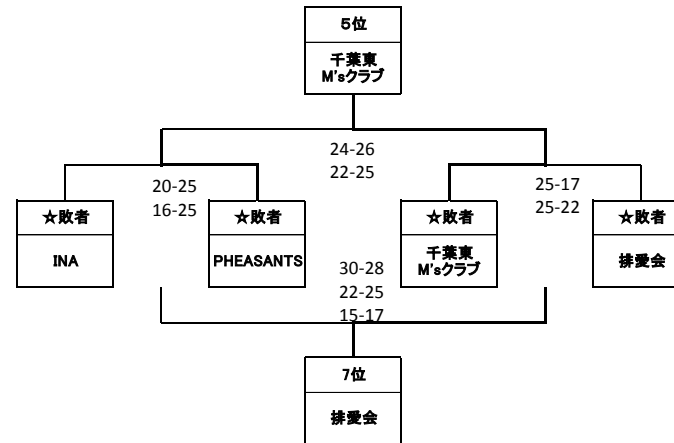 5位
千葉東
M'sクラブ
24-26
22-25
20-25
16-25
25-17
25-22
☆敗者
INA
☆敗者
PHEASANTS
☆敗者
千葉東
M'sクラブ
☆敗者
排愛会
30-28
22-25
15-17
7位
排愛会